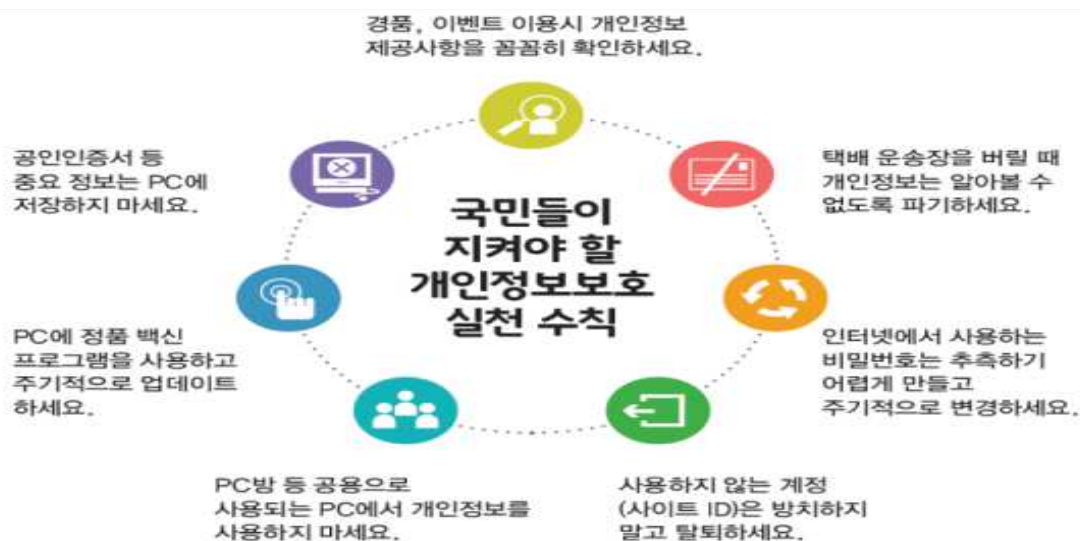 경품, 이벤트 이용시 개인정보
제공사항을 꼼꼼히 확인하세요.
택배 운송장을 버릴 때
개인정보는 알아볼 수
없도록 파기하세요.
인터넷에서 사용하는
비밀번호는 추측하기
어렵게 만들고
주기적으로 변경하세요.
사용하지 않는 계정
(사이트 ID)은 방치하지
말고 탈퇴하세요.
PC방 등 공용으로
사용되는 PC에서 개인정보를
사용하지 마세요.
PC에 정품 백신
프로그램을 사용하고
주기적으로 업데이트
하세요.
공인인증서 등
중요 정보는 PC에
저장하지 마세요.
국민들이
지켜야 할
개인정보보호
실천 수칙